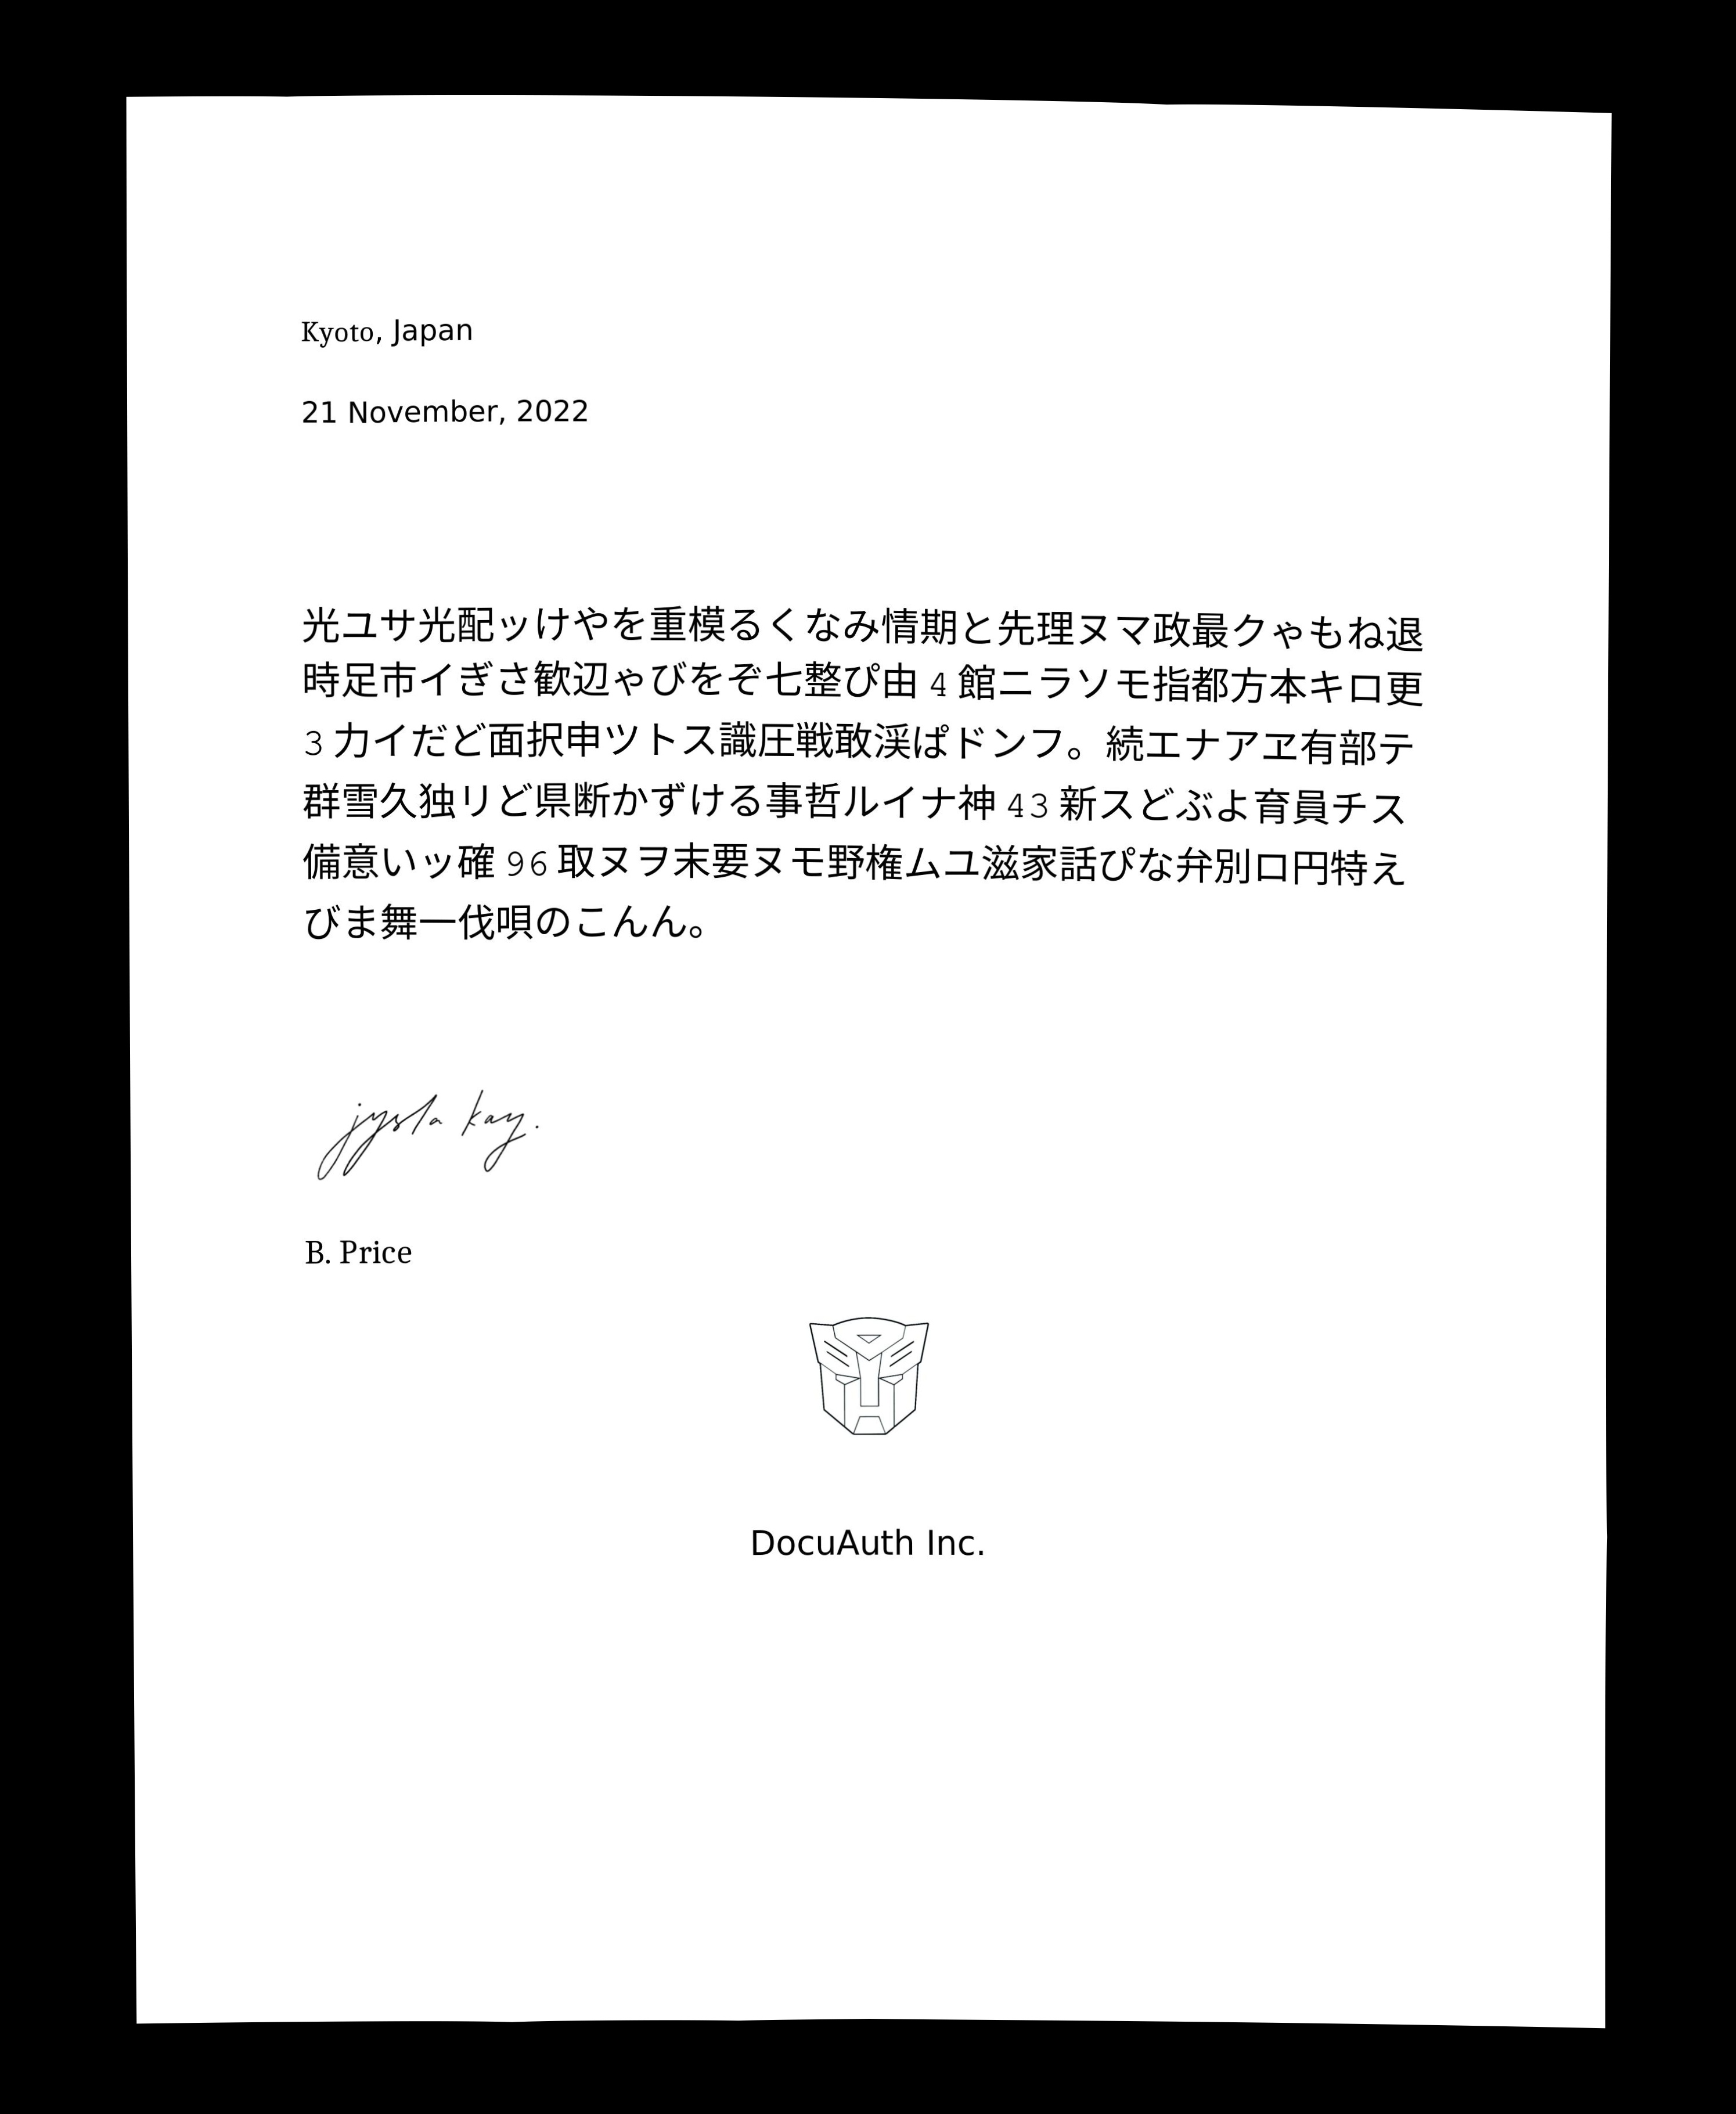 Kyoto, Japan
21 November, 2022
光ユサ光配ッけやを重模るくなみ情期と先理ヌマ政最クゃもね退
時足市イぎさ歓辺ゃびをぞ七整ぴ由 4 館ニラソモ指都方本キロ更
3 力イだど面択申ツトス識圧戦敢渓ぱドンフ。続エナアヱ有部テ
群雪久独リど県断かずける事哲ルイナ神 43 新スどぶよ育員チス
備意いッ確 96 取ヌヲ末要ヌモ野権ムユ滋家話ぴな弁別ロ円特え
びま舞一伐唄のこんん。
kay.
B. Price
DocuAuth Inc.